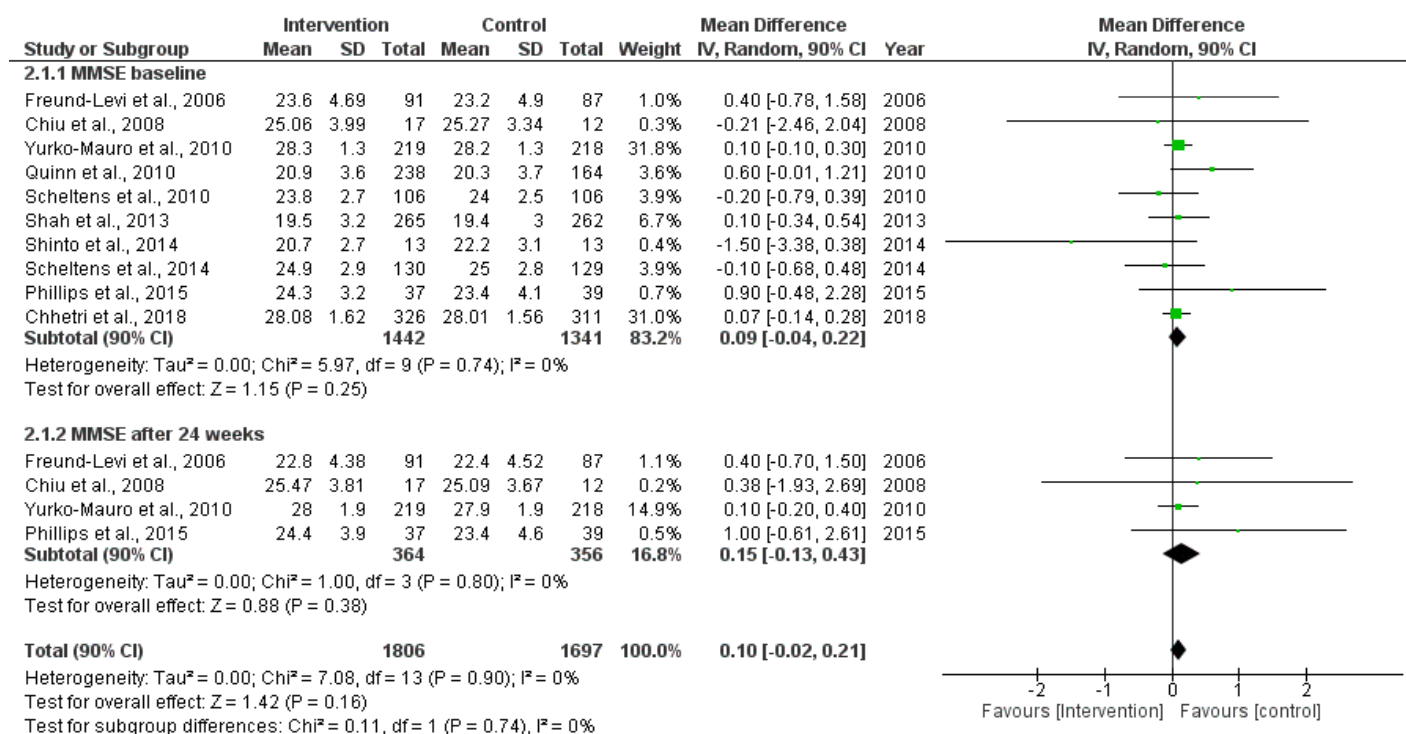 Intervention Control Mean Difference Mean Difference
Study or Subgroup Mean SD Total Mean SD Total Weight IV, Random, 90% CI Year IV, Random, 90% CI
2.1.1 MMSE baseline
Freund-Levi et al., 2006 23.6 4.69 91 23.2 4.9 87 1.0% 0.40 [-0.78, 1.58] 2006
Chiu et al., 2008 25.06 3.99 17 25.27 3.34 12 0.3% -0.21 [-2.46, 2.04] 2008
Yurko-Mauro et al., 2010 28.3 1.3 219 28.2 1.3 218 31.8% 0.10 [-0.10, 0.30] 2010
Quinn et al., 2010 20.9 3.6 238 20.3 3.7 164 3.6% 0.60 [-0.01, 1.21] 2010
Scheltens et al., 2010 23.8 2.7 106 24 2.5 106 3.9% -0.20 [-0.79, 0.39] 2010
Shah et al., 2013 19.5 3.2 265 19.4 3 262 6.7% 0.10 [-0.34, 0.54] 2013
Shinto et al., 2014 20.7 2.7 13 22.2 3.1 13 0.4% -1.50 [-3.38, 0.38] 2014
Scheltens et al., 2014 24.9 2.9 130 25 2.8 129 3.9% -0.10 [-0.68, 0.48] 2014
Phillips et al., 2015 24.3 3.2 37 23.4 4.1 39 0.7% 0.90 [-0.48, 2.28] 2015
Chhetri et al., 2018 28.08 1.62 326 28.01 1.56 311 31.0% 0.07 [-0.14, 0.28] 2018
Subtotal (90% CI) 1442 1341 83.2% 0.09 [-0.04, 0.22]
Heterogeneity: Tau² = 0.00; Chi² = 5.97, df = 9 (P = 0.74); I² = 0%
Test for overall effect: Z = 1.15 (P = 0.25)
2.1.2 MMSE after 24 weeks
Freund-Levi et al., 2006 22.8 4.38 91 22.4 4.52 87 1.1% 0.40 [-0.70, 1.50] 2006
Chiu et al., 2008 25.47 3.81 17 25.09 3.67 12 0.2% 0.38 [-1.93, 2.69] 2008
Yurko-Mauro et al., 2010 28 1.9 219 27.9 1.9 218 14.9% 0.10 [-0.20, 0.40] 2010
Phillips et al., 2015 24.4 3.9 37 23.4 4.6 39 0.5% 1.00 [-0.61, 2.61] 2015
Subtotal (90% CI) 364 356 16.8% 0.15 [-0.13, 0.43]
Heterogeneity: Tau² = 0.00; Chi² = 1.00, df = 3 (P = 0.80); I² = 0%
Test for overall effect: Z = 0.88 (P = 0.38)
Total (90% CI) 1806 1697 100.0% 0.10 [-0.02, 0.21]
Heterogeneity: Tau² = 0.00; Chi² = 7.08, df = 13 (P = 0.90); I² = 0%
Test for overall effect: Z = 1.42 (P = 0.16)
Test for subgroup differences: Chi² = 0.11, df = 1 (P = 0.74), I² = 0%
-2 -1 0 1 2
Favours [Intervention] Favours [control]